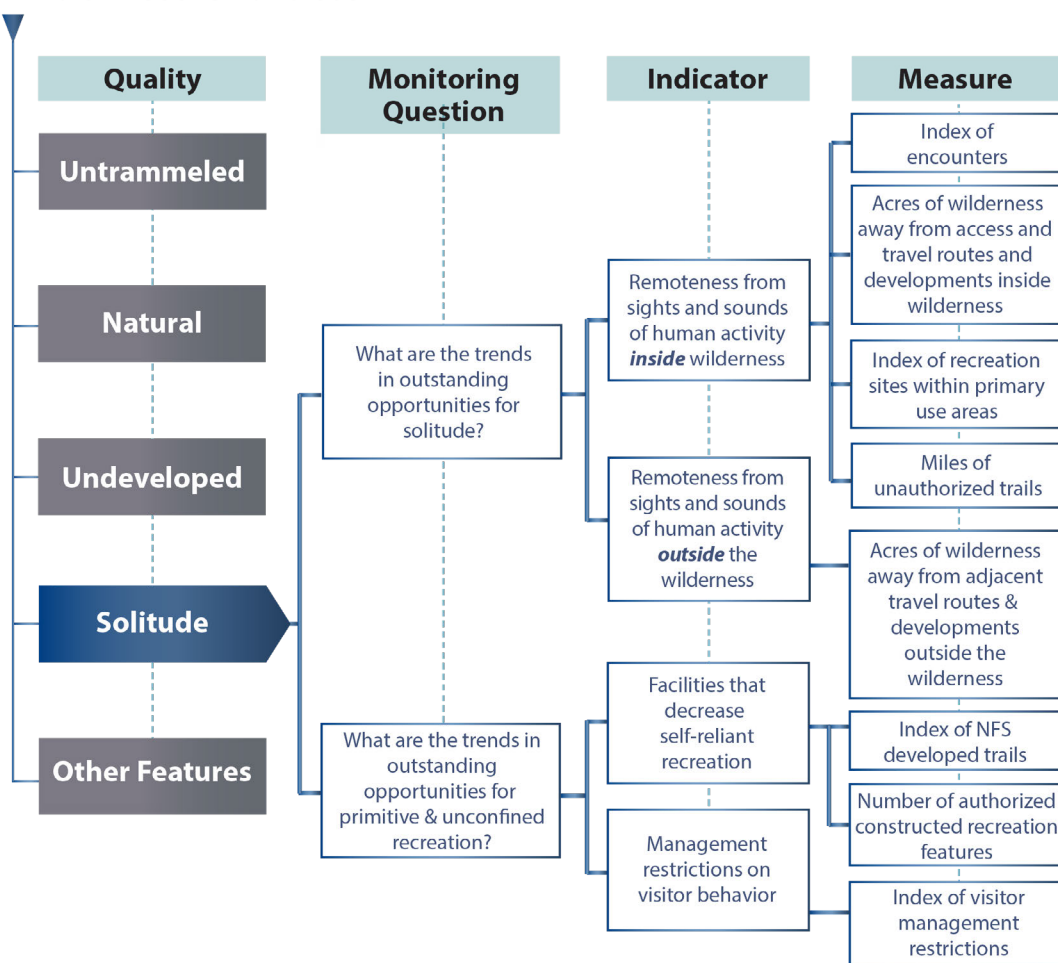 Quality
Untrammeled
Natural
Undeveloped
Solitude
Other Features
Monitoring
Question
What are the trends
in outstanding
opportunities for
solitude?
What are the trends in
outstanding
opportunities for
primitive & unconfined
recreation?
Indicator
Remoteness from
sights and sounds
of human activity
inside wilderness
Remoteness from
sights and sounds
of human activity
outside the
wilderness
Facilities that
decrease
self-reliant
recreation
Management
restrictions on
visitor behavior
Measure
Index of
encounters
Acres of wilderness
away from access and
travel routes and
developments inside
wilderness
Index of recreation
sites within primary
use areas
Miles of
unauthorized trails
Acres of wilderness
away from adjacent
travel routes &
developments
outside the
wilderness
Index of NFS
developed trails
Number of authorized
constructed recreation
features
Index of visitor
management
restrictions